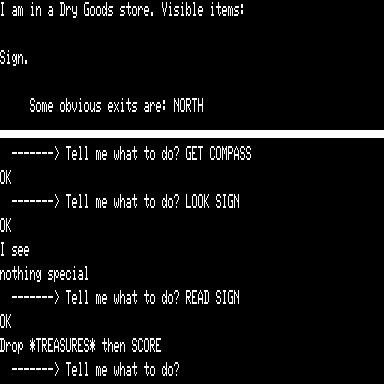 I am in a Dry Goods store. Visible items:
Sign.
Some obvious exits are: NORTH
-------> Tell me what to do? GET COMPASS
OK
-------> Tell me what to do? LOOK SIGN
OK
I see
nothing special
-------> Tell me what to do? READ SIGN
OK
Drop *TREASURES* then SCORE
-------> Tell me what to do?